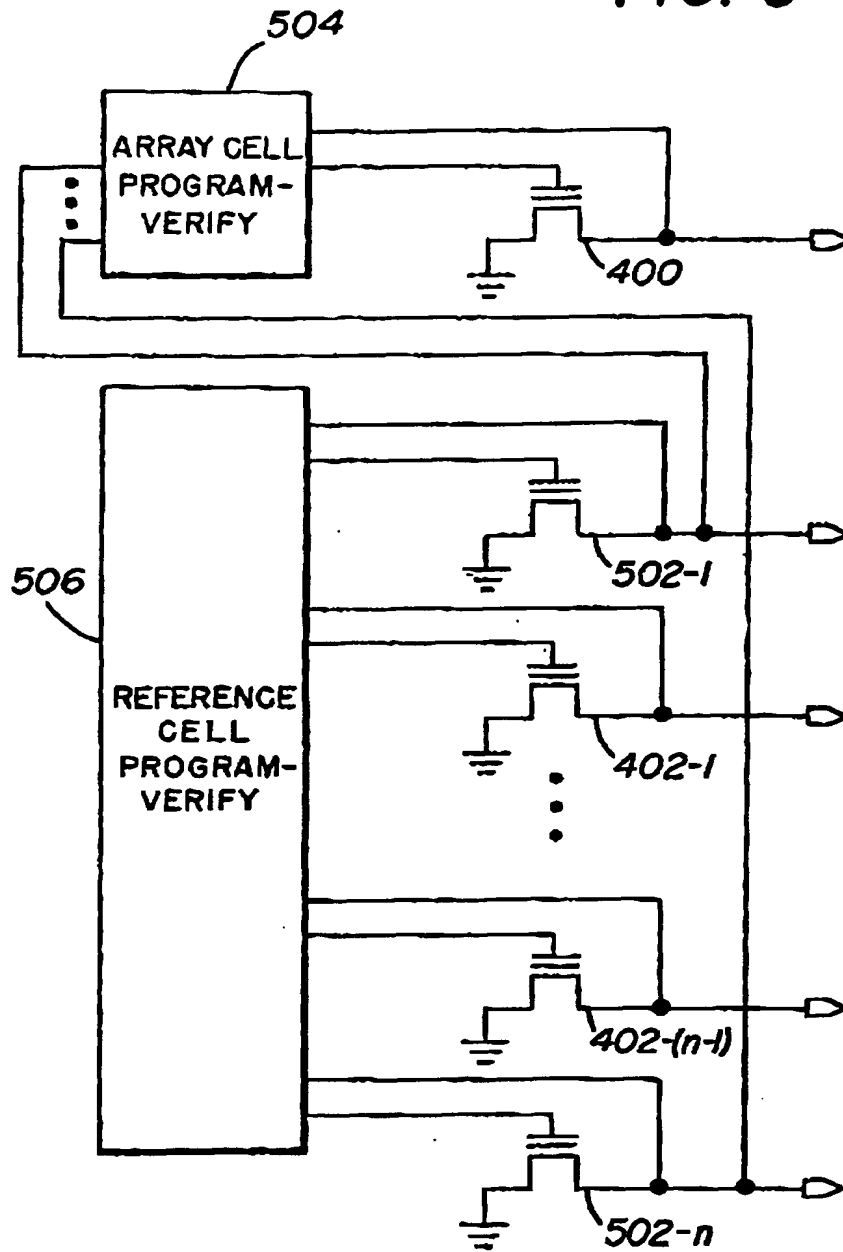 504
ARRAY CELL
PROGRAM-
VERIFY
400
502-1
506
402-1
REFERENCE
CELL
PROGRAM-
VERIFY
402-(n-1)
502-n